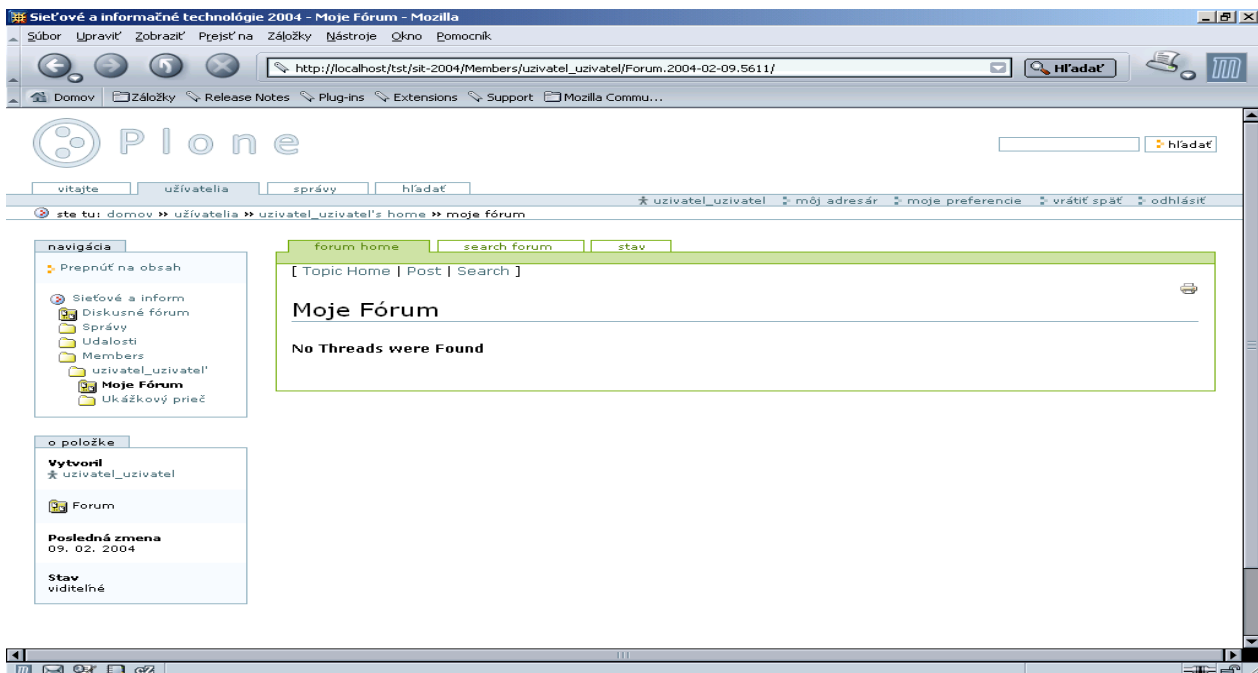 Sieťové a informačné technológie 2004 - Moje Fórum - Mozilla
Súbor Upraviť Zobraziť Prejsť na Záložky Nástroje Okno Pomocník
http://localhost/tst/sit-2004/Members/uzivatel_uzivatel/Forum.2004-02-09.5611/ Hľadať
Domov Záložky Release Notes Plug-ins Extensions Support Mozilla Commu...
Plone
hľadať
vitajte užívatelia správy hľadať
uzivatel_uzivatel môj adresár moje preferencie vrátiť späť odhlásiť
ste tu: domov » užívatelia » uzivatel_uzivatel's home » moje fórum
navigácia
Prepnúť na obsah
Sieťové a inform
Diskusné fórum
Správy
Udalosti
Members
uzivatel_uzivatel'
Moje Fórum
Ukážkový prieč
forum home search forum stav
[ Topic Home | Post | Search ]
Moje Fórum
No Threads were Found
o položke
Vytvoril
uzivatel_uzivatel
Forum
Posledná zmena
09. 02. 2004
Stav
viditeľné